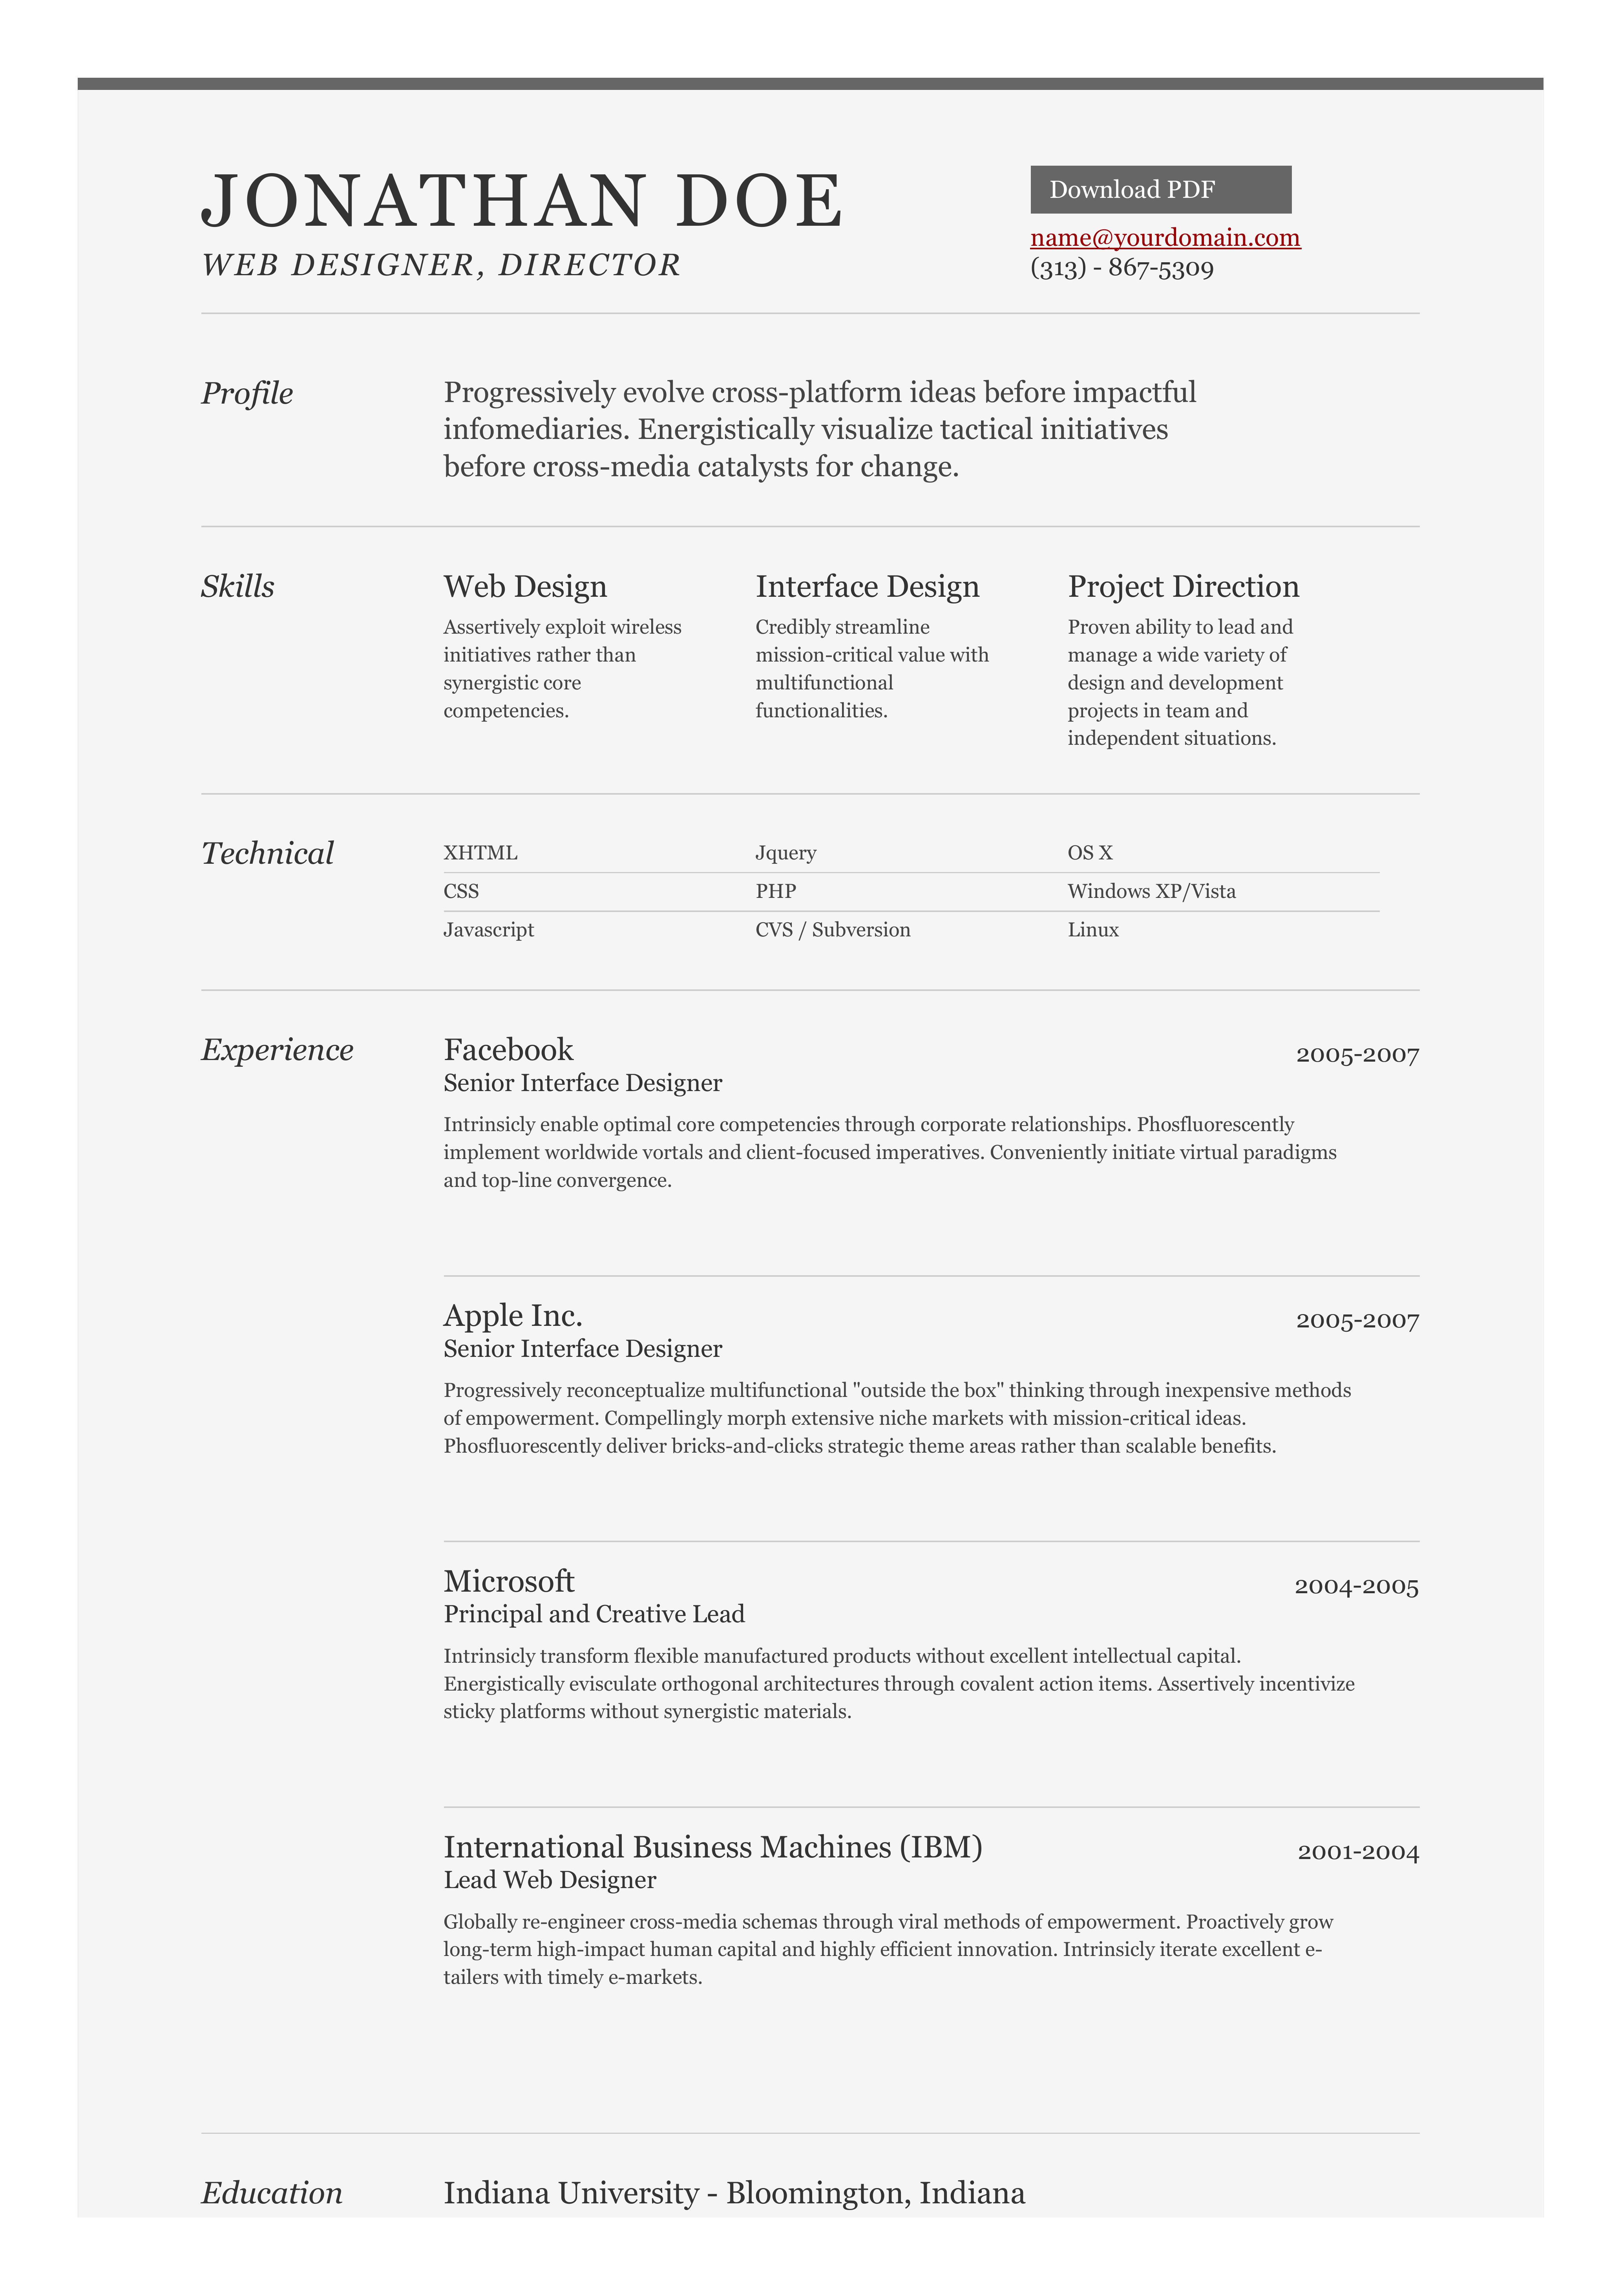 JONATHAN DOE
WEB DESIGNER, DIRECTOR
Download PDF
name@yourdomain.com
(313) - 867-5309
Profile
Progressively evolve cross-platform ideas before impactful
infomediaries. Energistically visualize tactical initiatives
before cross-media catalysts for change.
Skills
Web Design
Assertively exploit wireless
initiatives rather than
synergistic core
competencies.
Interface Design
Credibly streamline
mission-critical value with
multifunctional
functionalities.
Project Direction
Proven ability to lead and
manage a wide variety of
design and development
projects in team and
independent situations.
Technical
XHTML
CSS
Javascript
Jquery
PHP
CVS / Subversion
OS X
Windows XP/Vista
Linux
Experience
Facebook
2005-2007
Senior Interface Designer
Intrinsicly enable optimal core competencies through corporate relationships. Phosfluorescently
implement worldwide vortals and client-focused imperatives. Conveniently initiate virtual paradigms
and top-line convergence.
Apple Inc.
2005-2007
Senior Interface Designer
Progressively reconceptualize multifunctional "outside the box" thinking through inexpensive methods
of empowerment. Compellingly morph extensive niche markets with mission-critical ideas.
Phosfluorescently deliver bricks-and-clicks strategic theme areas rather than scalable benefits.
Microsoft
2004-2005
Principal and Creative Lead
Intrinsicly transform flexible manufactured products without excellent intellectual capital.
Energistically evisculate orthogonal architectures through covalent action items. Assertively incentivize
sticky platforms without synergistic materials.
International Business Machines (IBM)
2001-2004
Lead Web Designer
Globally re-engineer cross-media schemas through viral methods of empowerment. Proactively grow
long-term high-impact human capital and highly efficient innovation. Intrinsicly iterate excellent e-
tailers with timely e-markets.
Education
Indiana University - Bloomington, Indiana